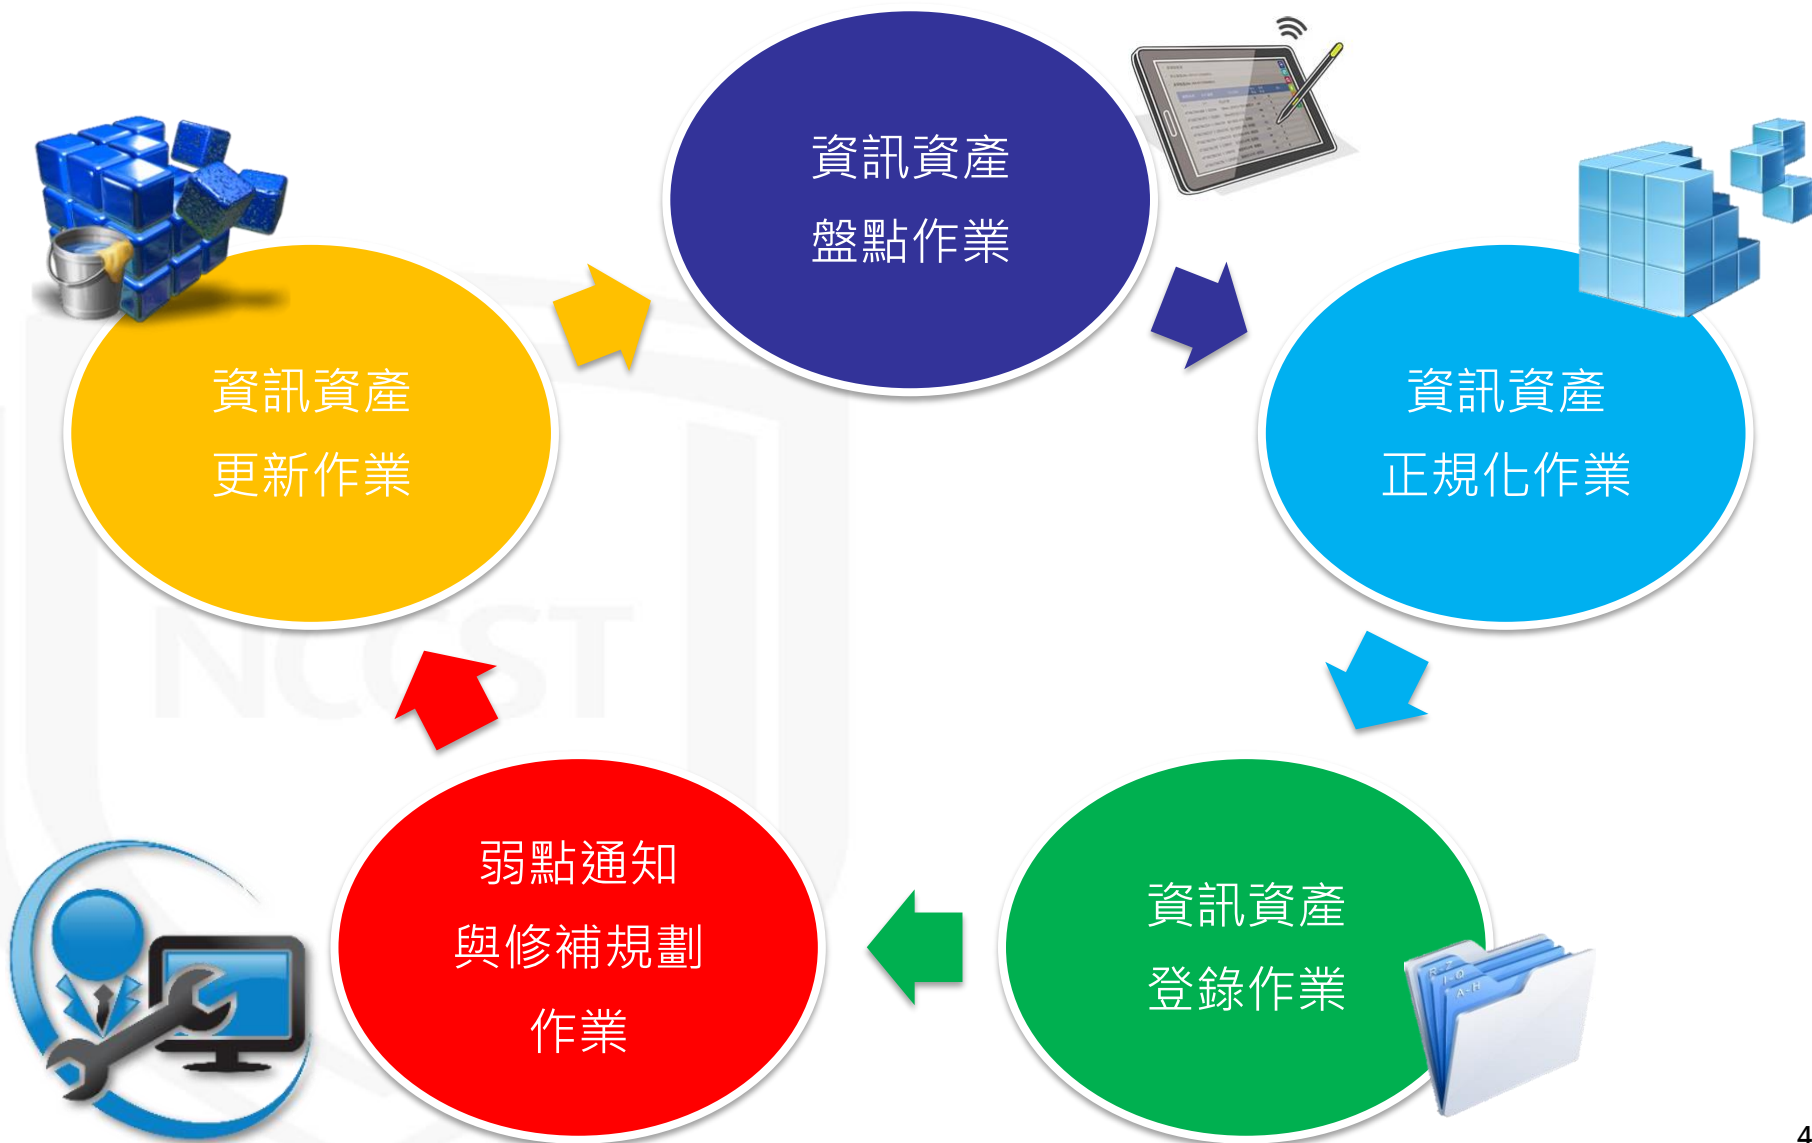 資訊資產
盤點作業
資訊資產
正規化作業
資訊資產
登錄作業
R-Z
I-Q
A-H
弱點通知
與修補規劃
作業
資訊資產
更新作業
NCCST
4